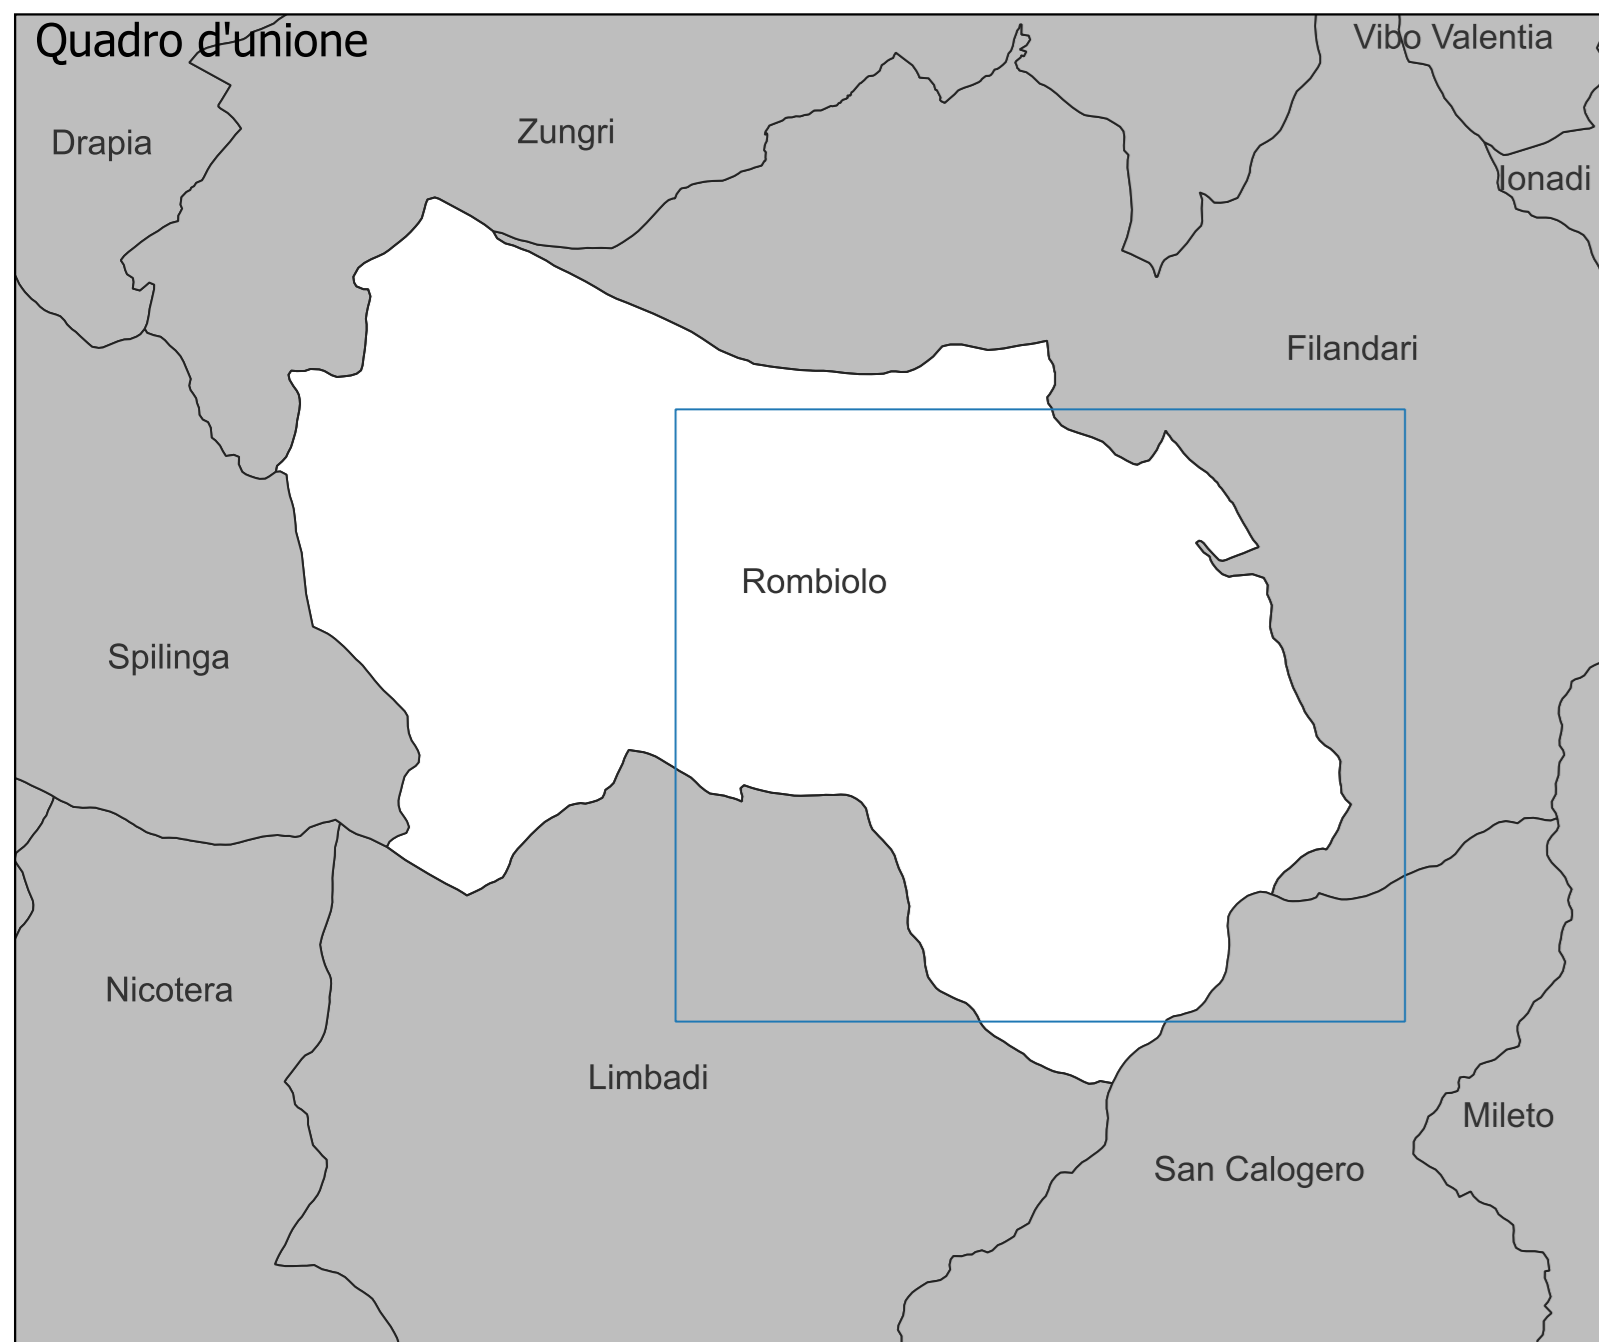 Quadro d'unione
Vibo Valentia
Drapia
Zungri
Ionadi
Filandari
Rombiolo
Spilinga
Nicotera
Limbadi
Mileto
San Calogero